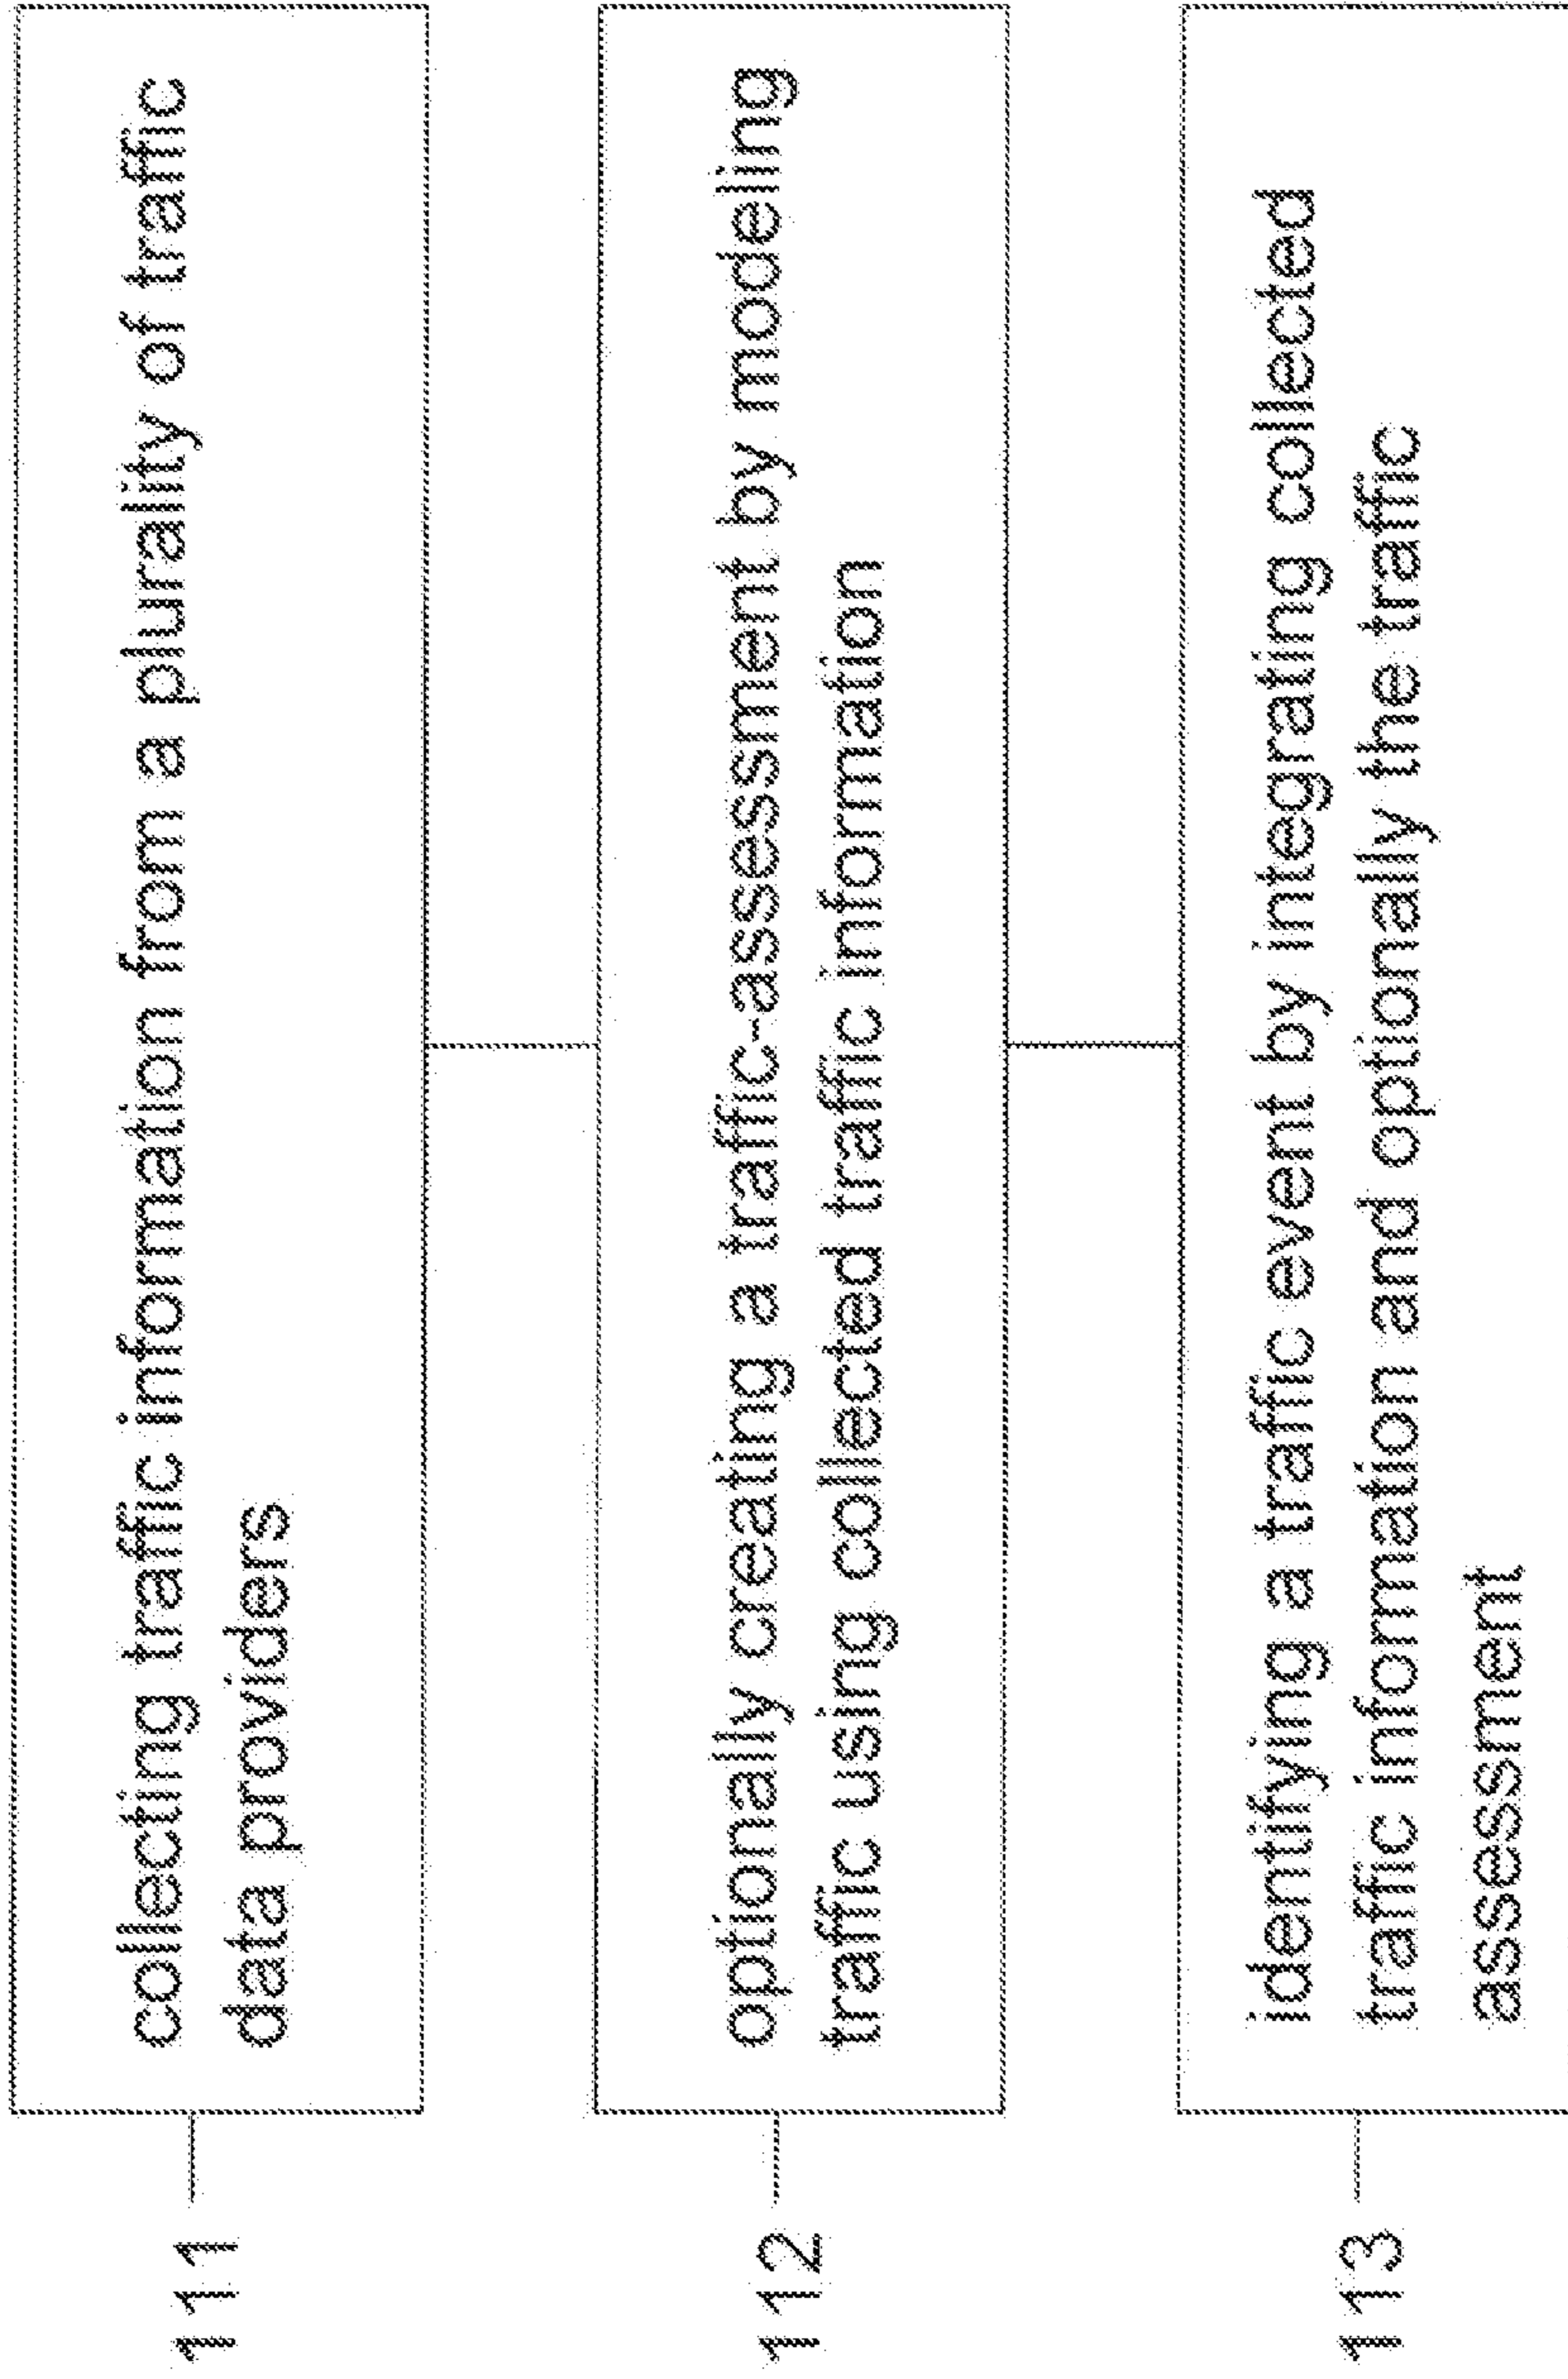 111
collecting traffic information from a plurality of traffic
data providers
112
optionally creating a traffic-assessment by modeling
traffic using collected traffic information
113
identifying a traffic event by integrating collected
traffic information and optionally the traffic
assessment